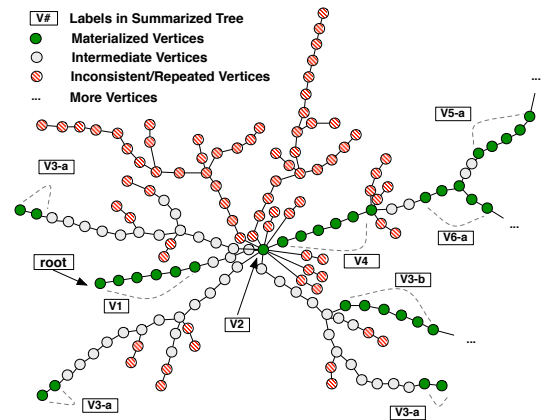 V# Labels in Summarized Tree
Materialized Vertices
Intermediate Vertices
Inconsistent/Repeated Vertices
... More Vertices
...
V5-a
V3-a
V6-a
...
root
V4
V3-b
V1
V2
...
V3-a
V3-a